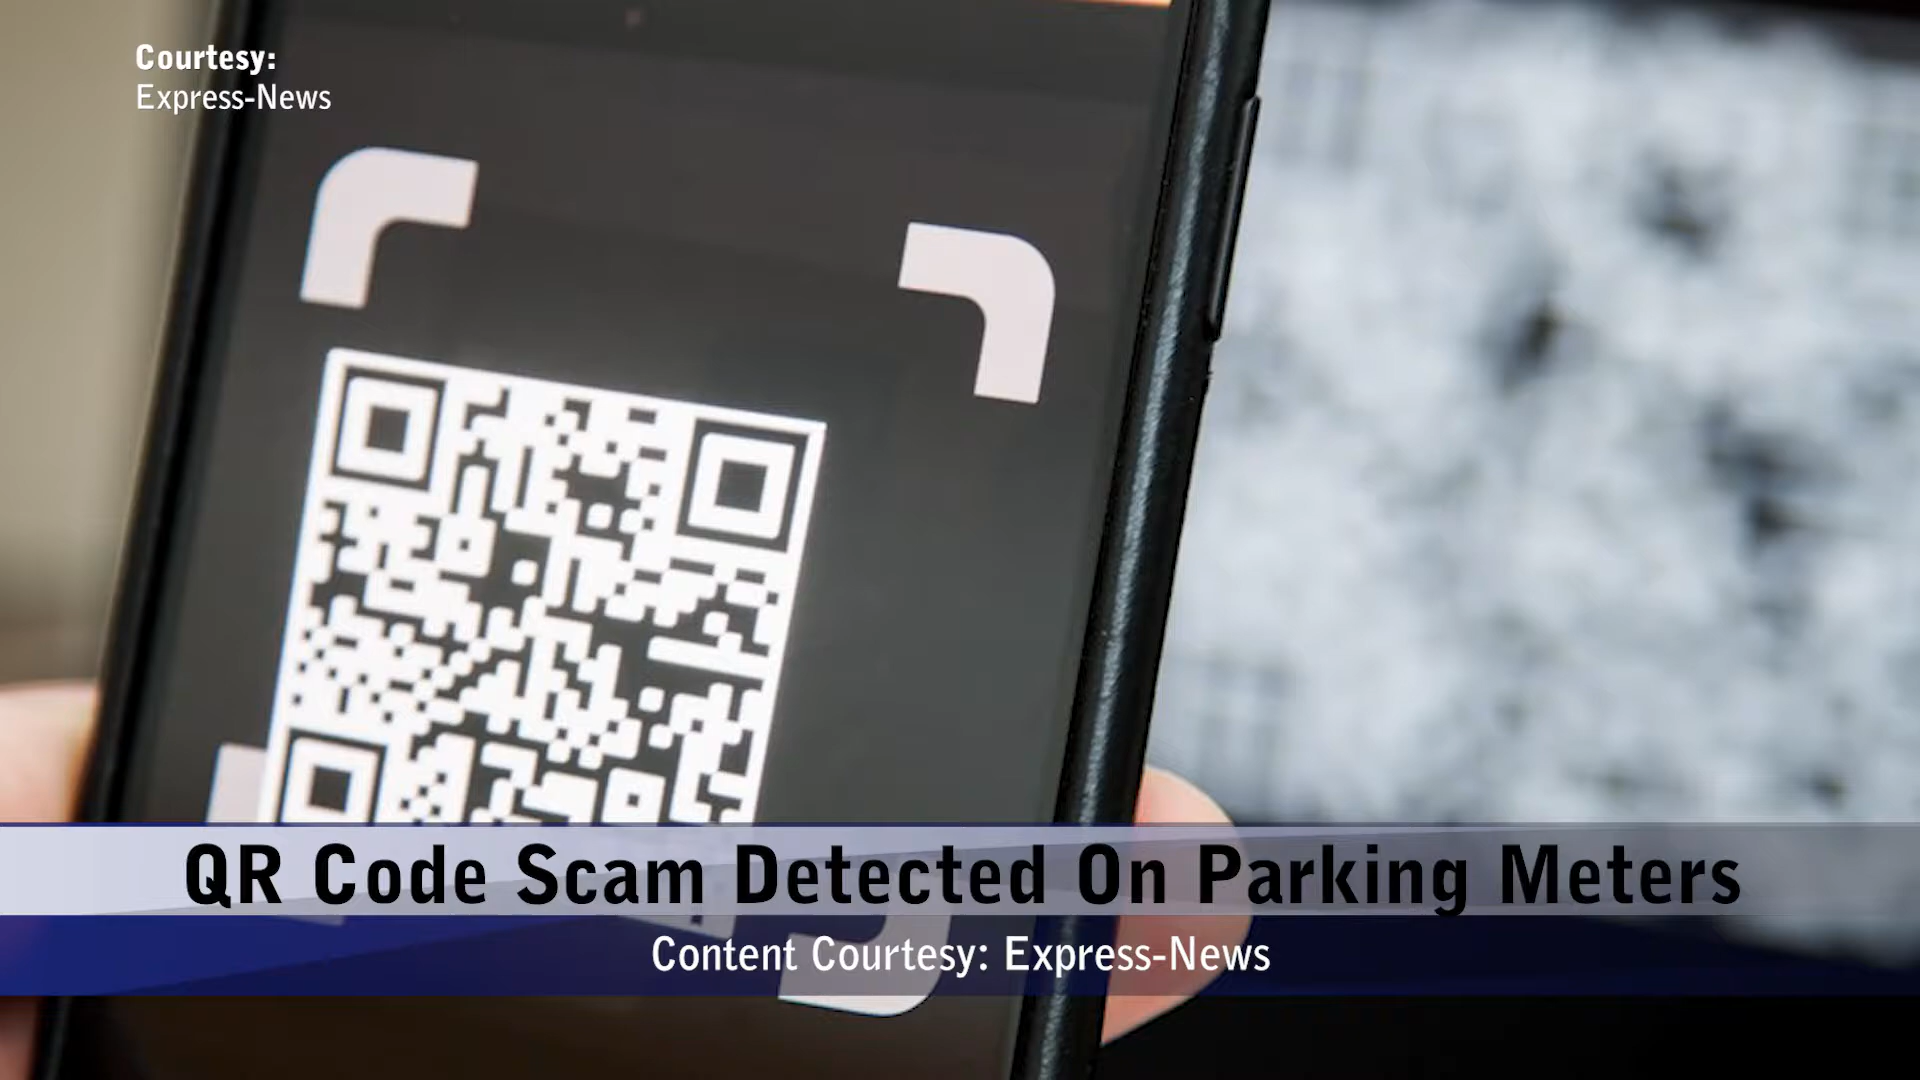 Courtesy:
Express-News
QR Code Scam Detected On Parking Meters
Content Courtesy: Express-News